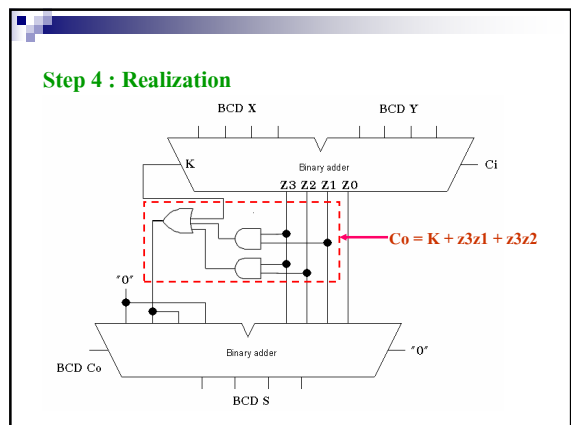 Step 4 : Realization
BCD X BCD Y
K Binary adder Ci
Z3 Z2 Z1 Z0
Co = K + z3z1 + z3z2
"0"
Binary adder "0"
BCD Co
BCD S